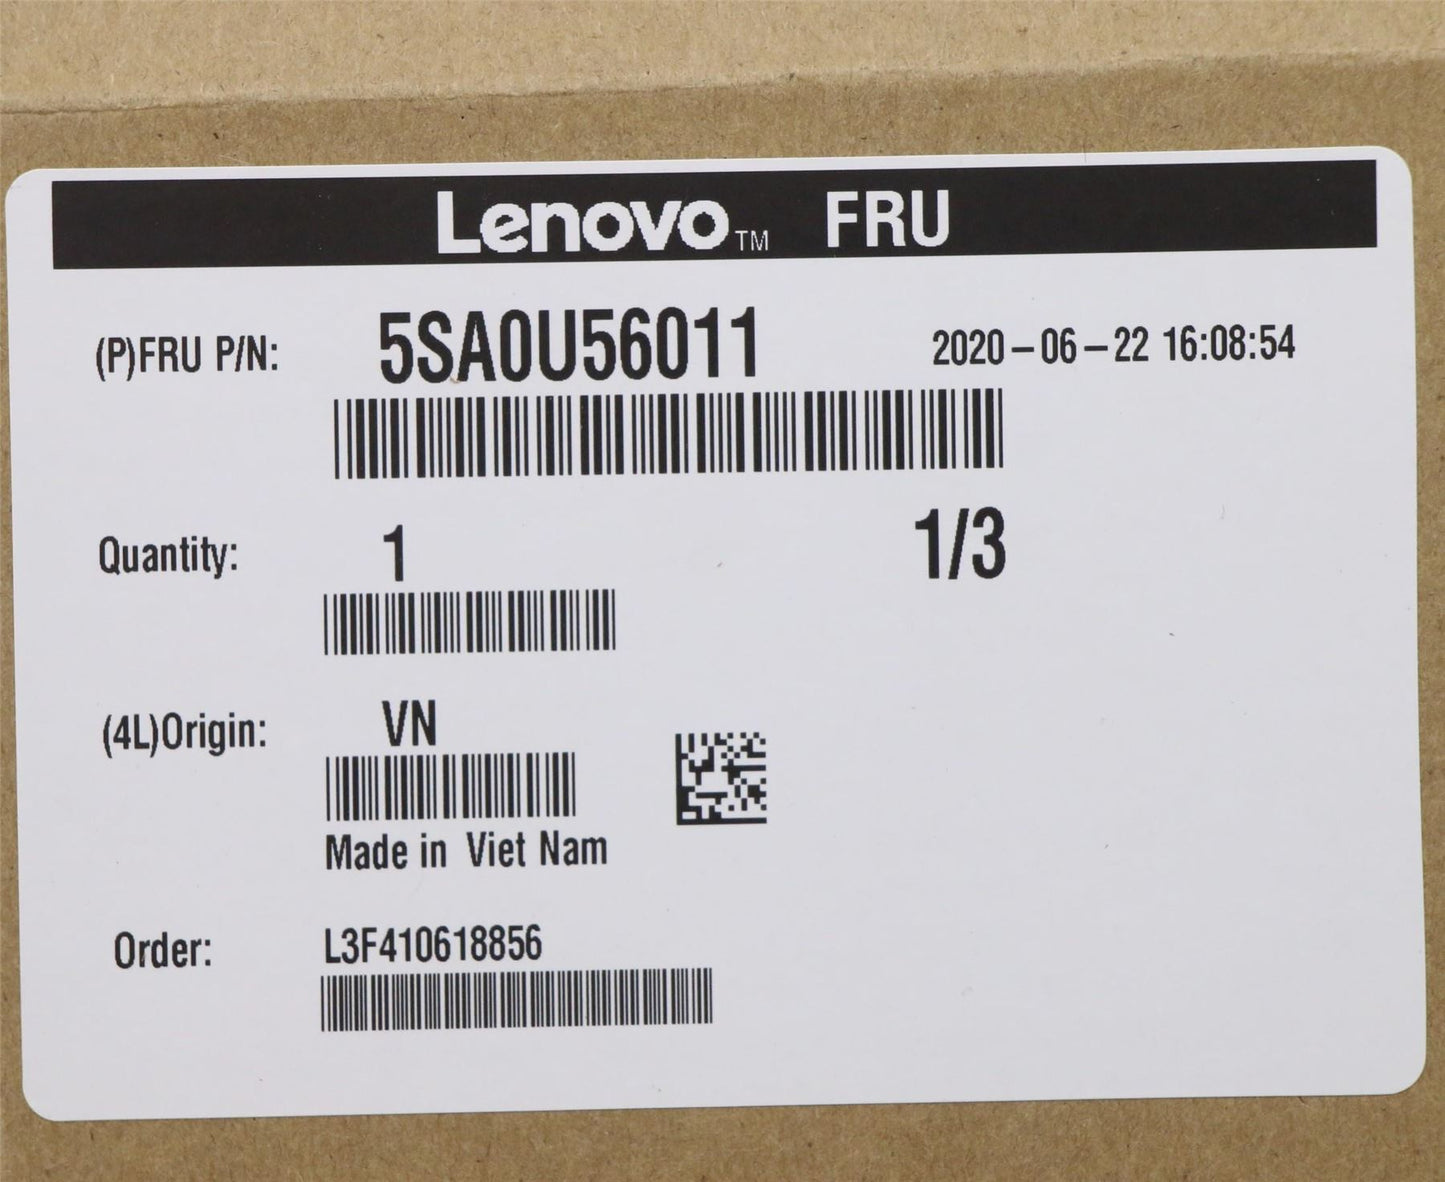 Lenovo™ FRU
(P)FRU P/N: 5SA0U56011 2020-06-22 16:08:54
Quantity: 1 1/3
(4L)Origin: VN
Made in Viet Nam
Order: L3F410618856